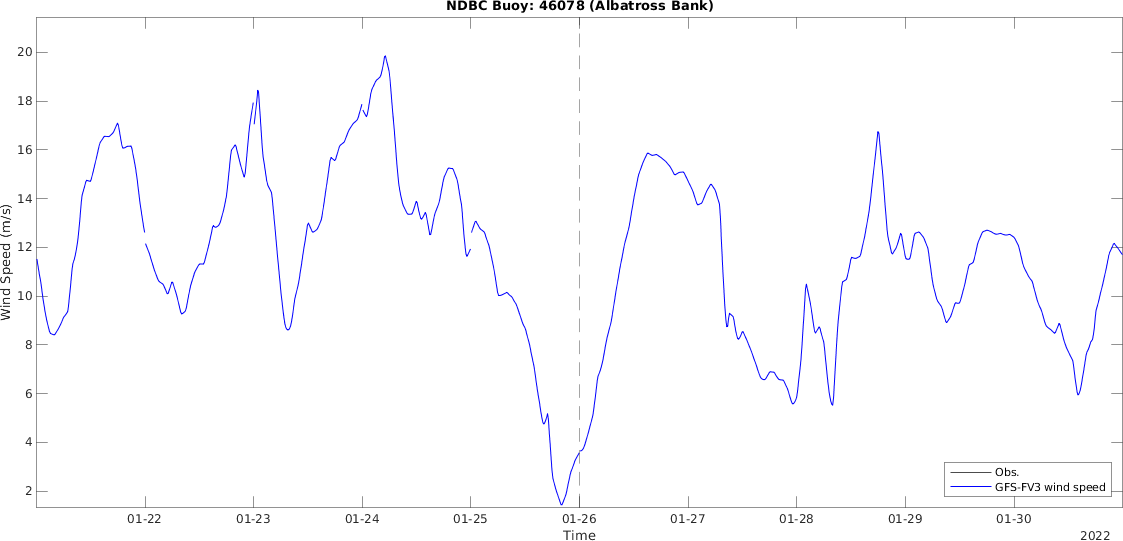 NDBC Buoy: 46078 (Albatross Bank)
20
18
16
14
12
10
8
6
4
2
Wind Speed (m/s)
Obs.
GFS-FV3 wind speed
01-22 01-23 01-24 01-25 01-26 01-27 01-28 01-29 01-30
Time
2022